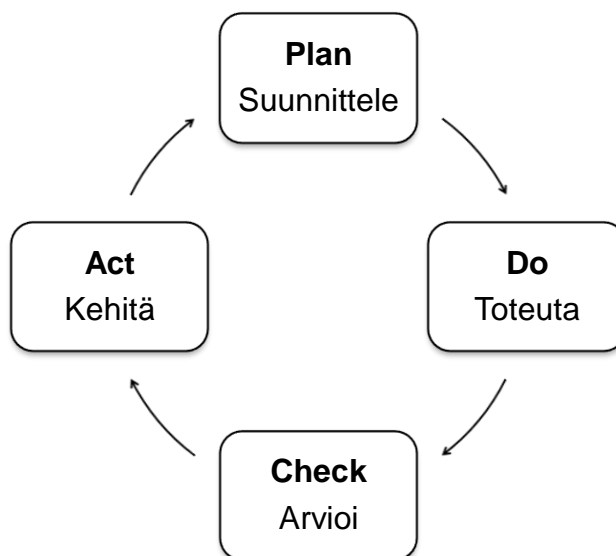 Plan
Suunnittele
Do
Toteuta
Check
Arvioi
Act
Kehitä